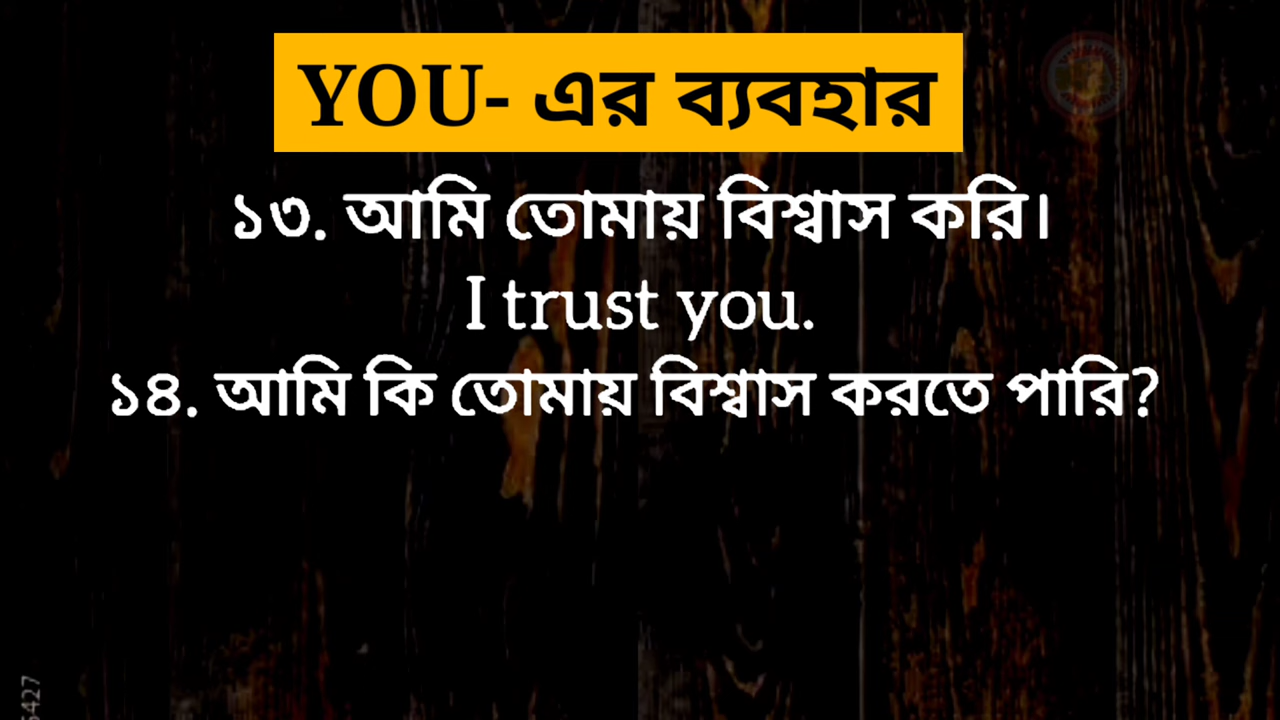 YOU- এর ব্যবহার
১৩. আমি তোমায় বিশ্বাস করি।
I trust you.
১৪. আমি কি তোমায় বিশ্বাস করতে পারি?